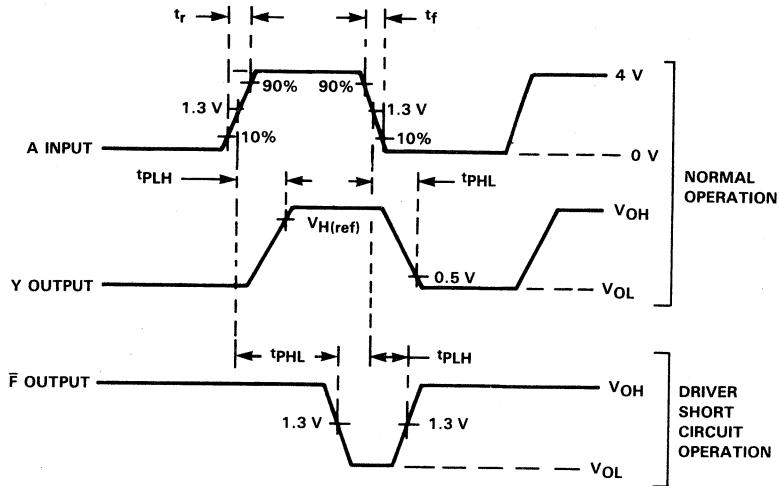 tr
tf
4 V
90%
90%
1.3 V
1.3 V
10%
10%
A INPUT
0 V
tPLH
tPHL
NORMAL
OPERATION
VOH
VH(ref)
0.5 V
Y OUTPUT
VOL
tPHL
tPLH
F̅ OUTPUT
VOH
1.3 V
1.3 V
VOL
DRIVER
SHORT
CIRCUIT
OPERATION